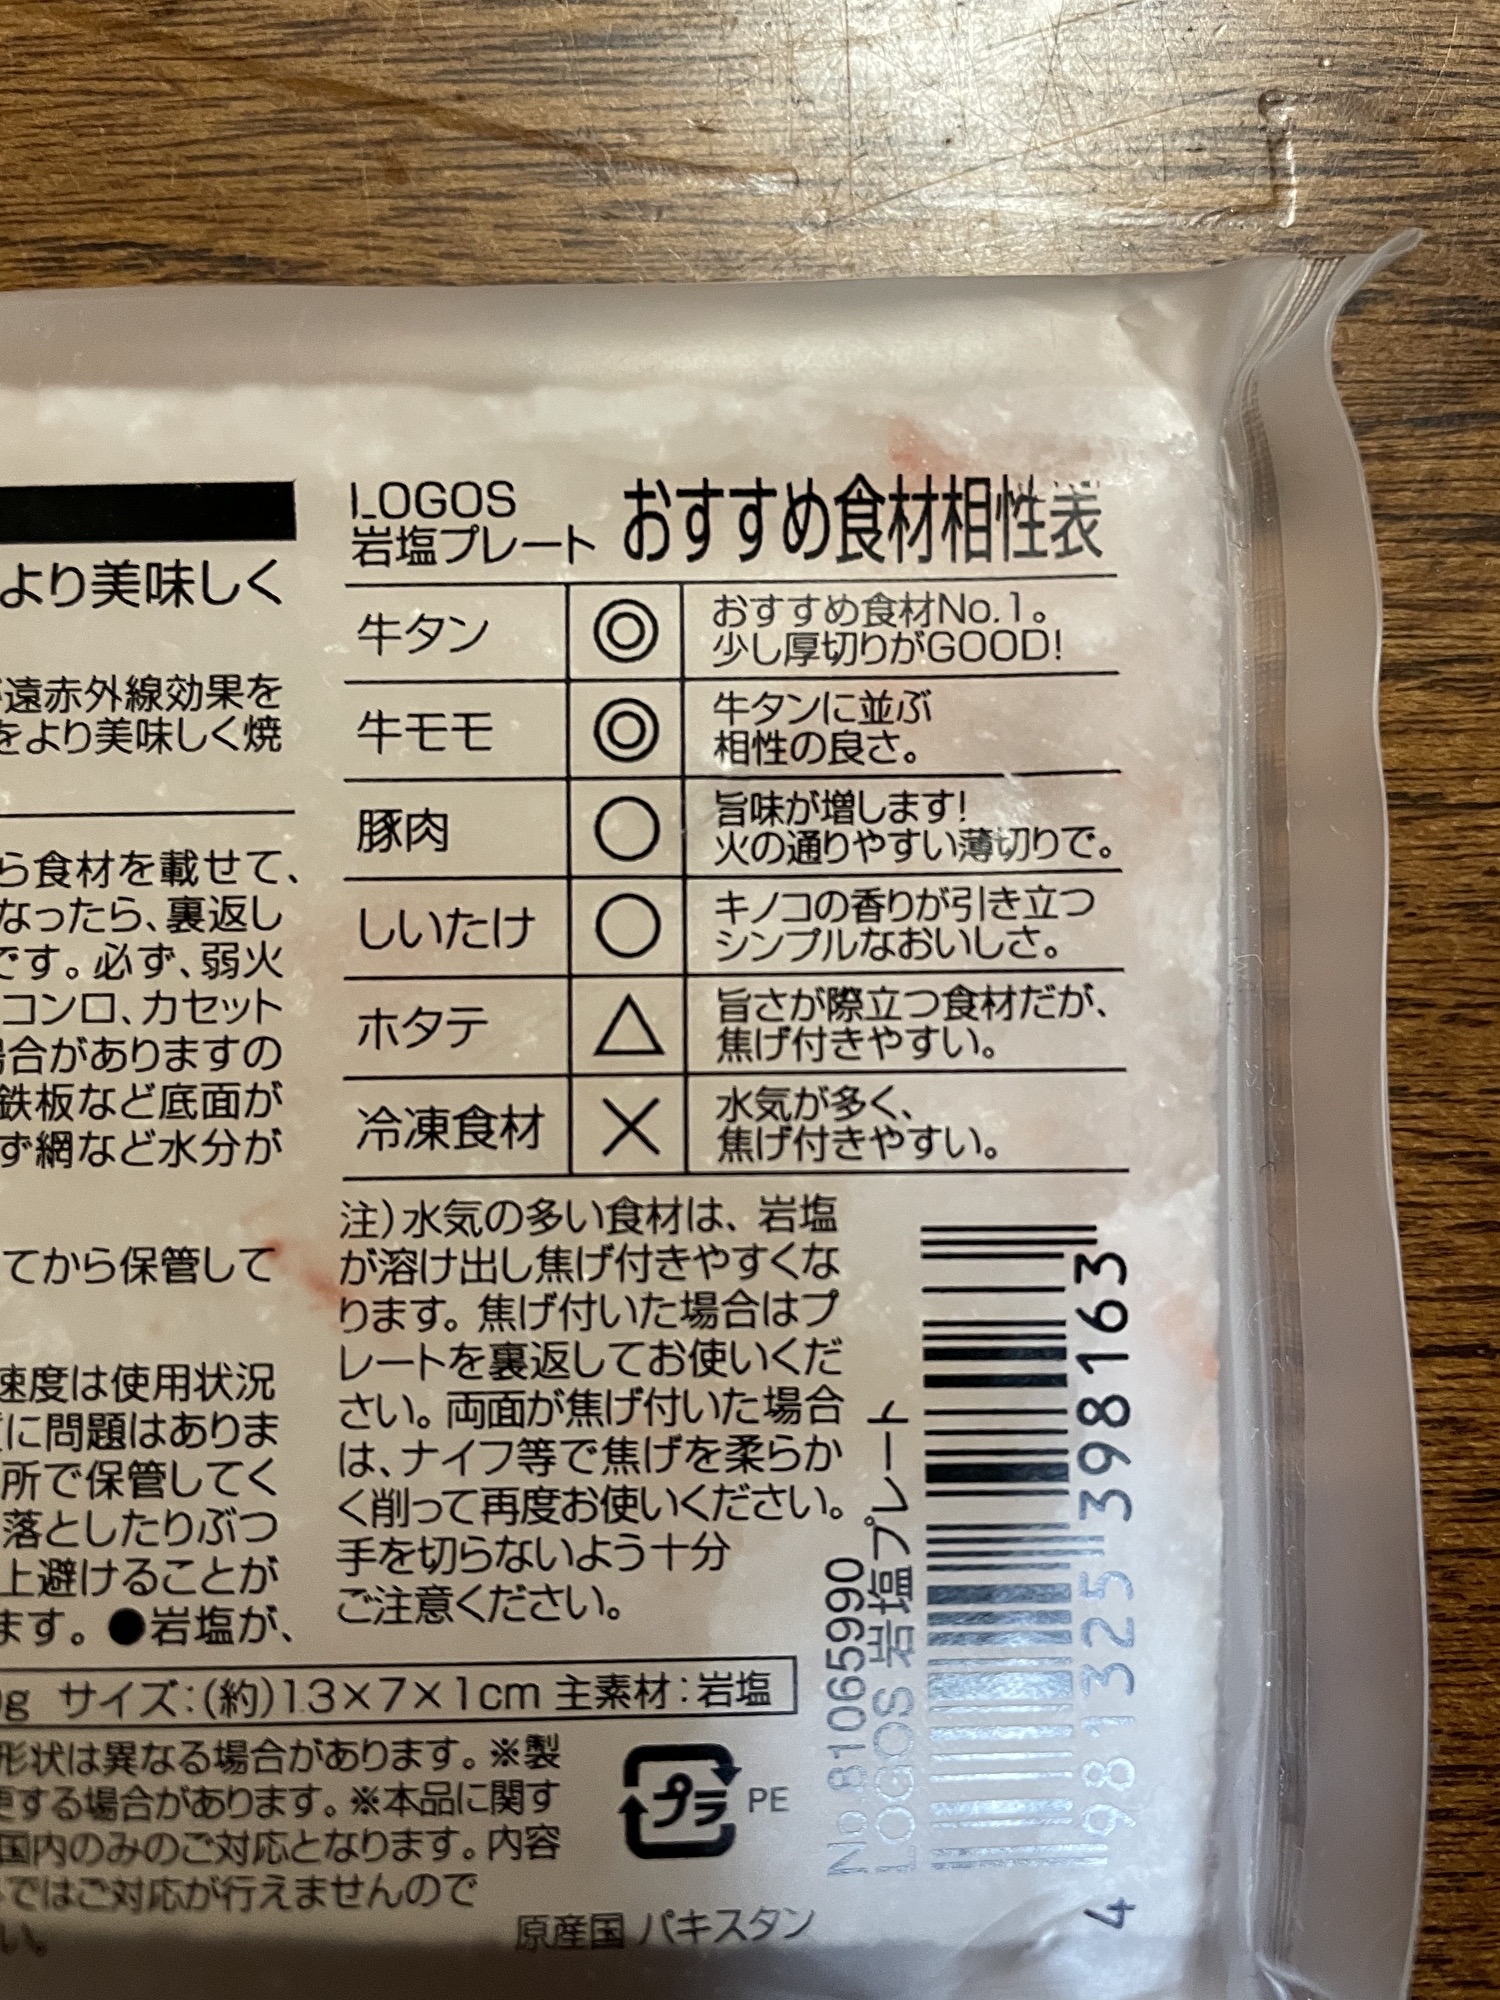 より美味しく
遠赤外線効果を
をより美味しく焼
ら食材を載せて、
なったら、裏返し
です。必ず、弱火
コンロ、カセット
場合がありますの
鉄板など底面が
ず網など水分が
てから保管して
速度は使用状況
に問題はありま
所で保管してく
落としたりぶつ
上避けることが
ます。●岩塩が、
LOGOS
岩塩プレート おすすめ食材相性表
牛タン ◎ おすすめ食材No.1。
少し厚切りがGOOD!
牛モモ ◎ 牛タンに並ぶ
相性の良さ。
豚肉 ○ 旨味が増します!
火の通りやすい薄切りで。
しいたけ ○ キノコの香りが引き立つ
シンプルなおいしさ。
ホタテ △ 旨さが際立つ食材だが、
焦げ付きやすい。
冷凍食材 × 水気が多く、
焦げ付きやすい。
注)水気の多い食材は、岩塩
が溶け出し焦げ付きやすくな
ります。焦げ付いた場合はプ
レートを裏返してお使いくだ
さい。両面が焦げ付いた場合
は、ナイフ等で焦げを柔らか
く削って再度お使いください。
手を切らないよう十分
ご注意ください。
g サイズ:(約)13×7×1cm 主素材:岩塩
形状は異なる場合があります。※製
更する場合があります。※本品に関す
国内のみのご対応となります。内容
ではご対応が行えませんので
い。
プラ PE
原産国 パキスタン
No.81065990
LOGOS 岩塩プレート
4 981325 398163